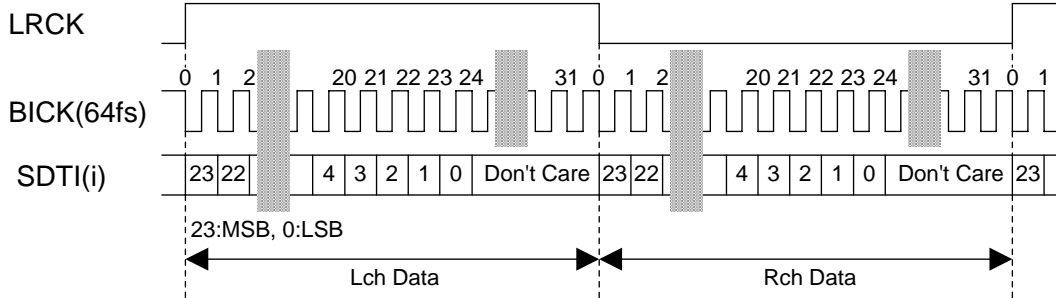 LRCK
0 1 2 20 21 22 23 24 31 0 1 2 20 21 22 23 24 31 0 1
BICK(64fs)
SDTI(i) 23 22 4 3 2 1 0 Don't Care 23 22 4 3 2 1 0 Don't Care 23
23:MSB, 0:LSB
Lch Data Rch Data